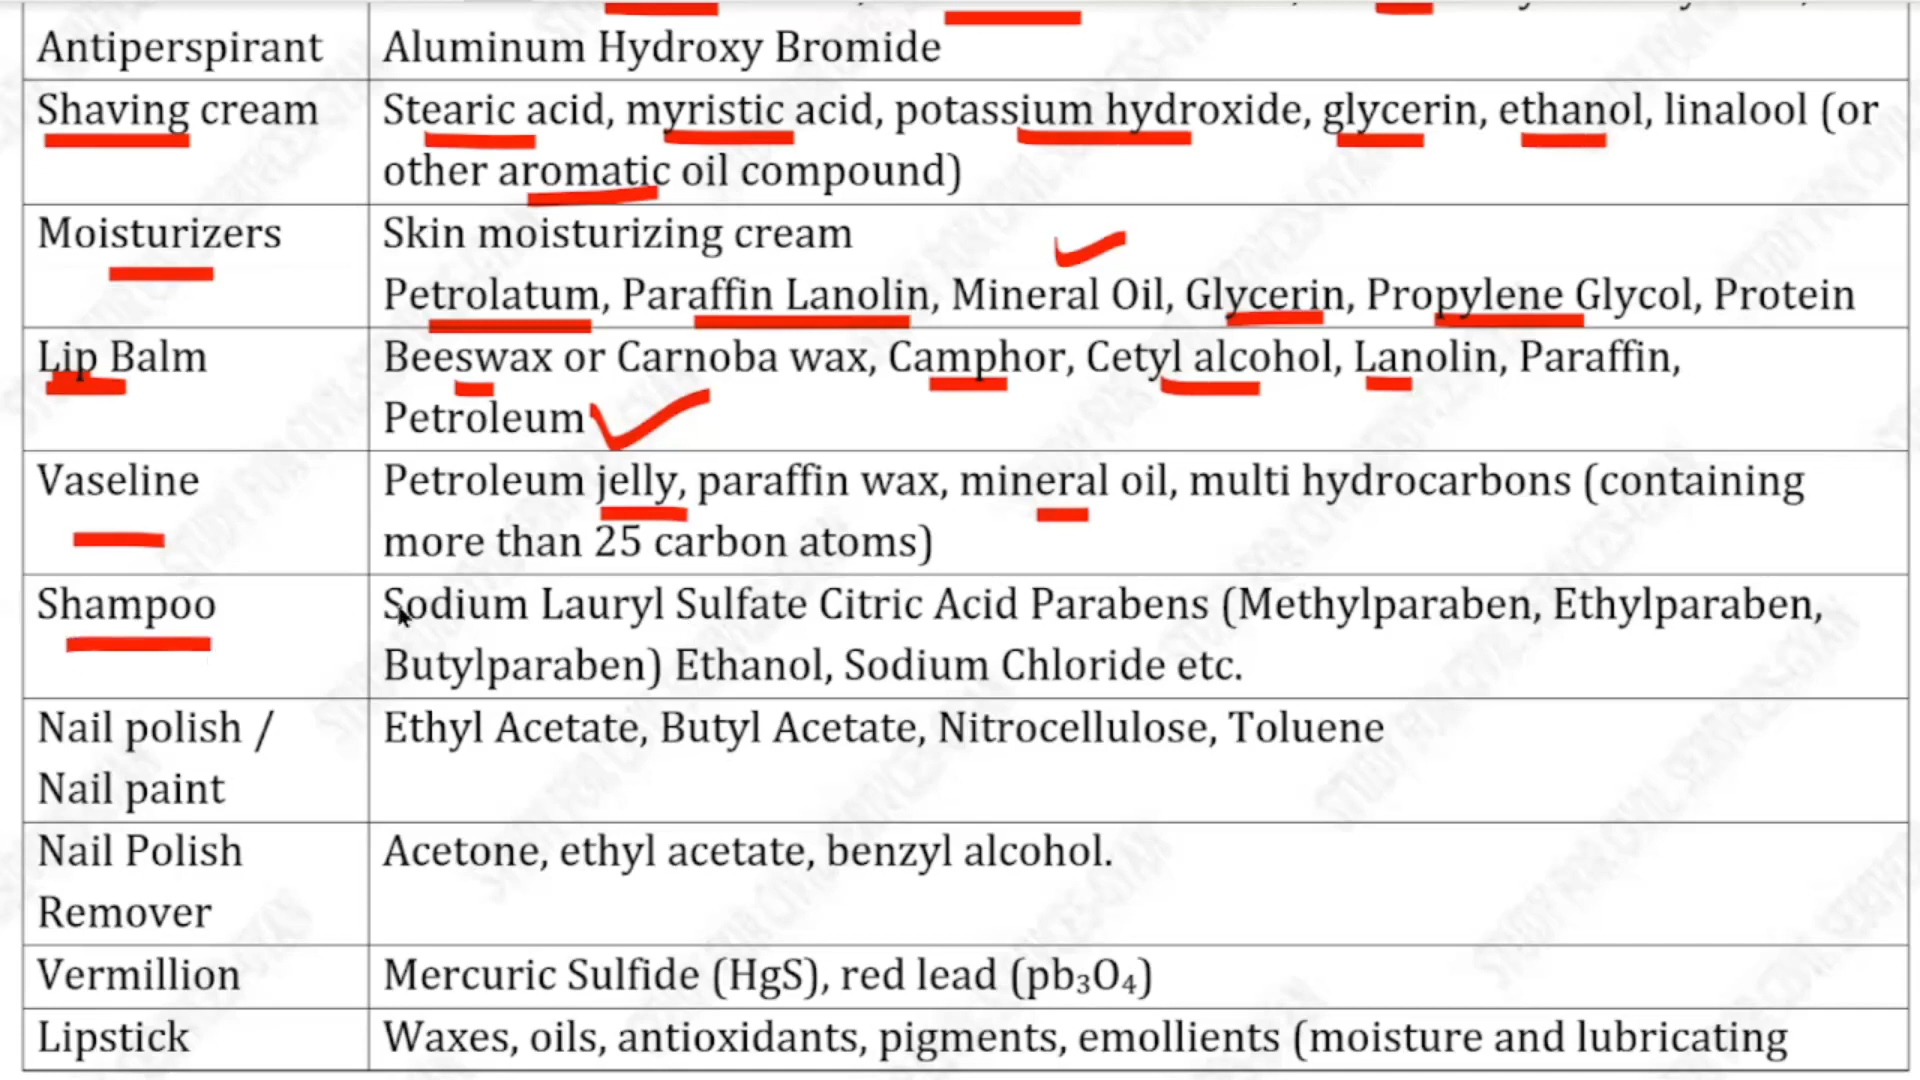 Antiperspirant
Aluminum Hydroxy Bromide
Shaving cream
Stearic acid, myristic acid, potassium hydroxide, glycerin, ethanol, linalool (or
other aromatic oil compound)
Moisturizers
Skin moisturizing cream
Petrolatum, Paraffin Lanolin, Mineral Oil, Glycerin, Propylene Glycol, Protein
Lip Balm
Beeswax or Carnoba wax, Camphor, Cetyl alcohol, Lanolin, Paraffin,
Petroleum
Vaseline
Petroleum jelly, paraffin wax, mineral oil, multi hydrocarbons (containing
more than 25 carbon atoms)
Shampoo
Sodium Lauryl Sulfate Citric Acid Parabens (Methylparaben, Ethylparaben,
Butylparaben) Ethanol, Sodium Chloride etc.
Nail polish /
Nail paint
Ethyl Acetate, Butyl Acetate, Nitrocellulose, Toluene
Nail Polish
Remover
Acetone, ethyl acetate, benzyl alcohol.
Vermillion
Mercuric Sulfide (HgS), red lead (pb₃O₄)
Lipstick
Waxes, oils, antioxidants, pigments, emollients (moisture and lubricating